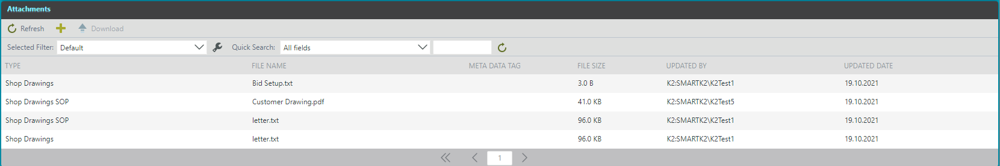 Attachments
Refresh Download
Selected Filter: Default Quick Search: All fields
TYPE FILE NAME META DATA TAG FILE SIZE UPDATED BY UPDATED DATE
Shop Drawings Bid Setup.txt 3.0 B K2:SMARTK2\K2Test1 19.10.2021
Shop Drawings SOP Customer Drawing.pdf 41.0 KB K2:SMARTK2\K2Test5 19.10.2021
Shop Drawings SOP letter.txt 96.0 KB K2:SMARTK2\K2Test1 19.10.2021
Shop Drawings letter.txt 96.0 KB K2:SMARTK2\K2Test1 19.10.2021
1